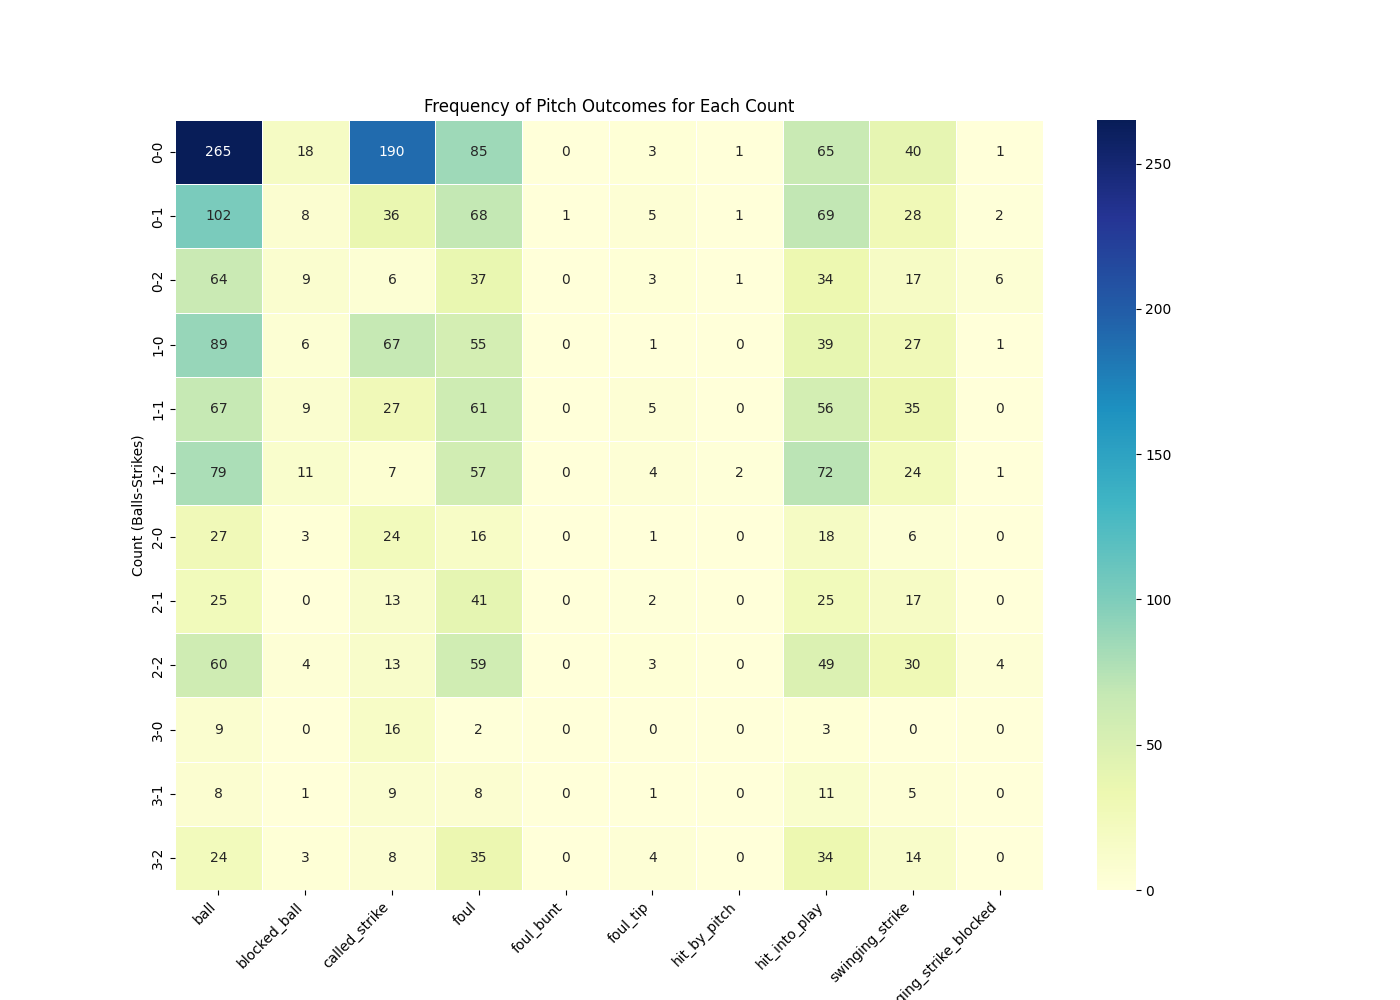 Frequency of Pitch Outcomes for Each Count
0-0 265 18 190 85 0 3 1 65 40 1
0-1 102 8 36 68 1 5 1 69 28 2
0-2 64 9 6 37 0 3 1 34 17 6
1-0 89 6 67 55 0 1 0 39 27 1
1-1 67 9 27 61 0 5 0 56 35 0
1-2 79 11 7 57 0 4 2 72 24 1
2-0 27 3 24 16 0 1 0 18 6 0
2-1 25 0 13 41 0 2 0 25 17 0
2-2 60 4 13 59 0 3 0 49 30 4
3-0 9 0 16 2 0 0 0 3 0 0
3-1 8 1 9 8 0 1 0 11 5 0
3-2 24 3 8 35 0 4 0 34 14 0
Count (Balls-Strikes)
ball blocked_ball called_strike foul foul_bunt foul_tip hit_by_pitch hit_into_play swinging_strike ging_strike_blocked
250
200
150
100
50
0